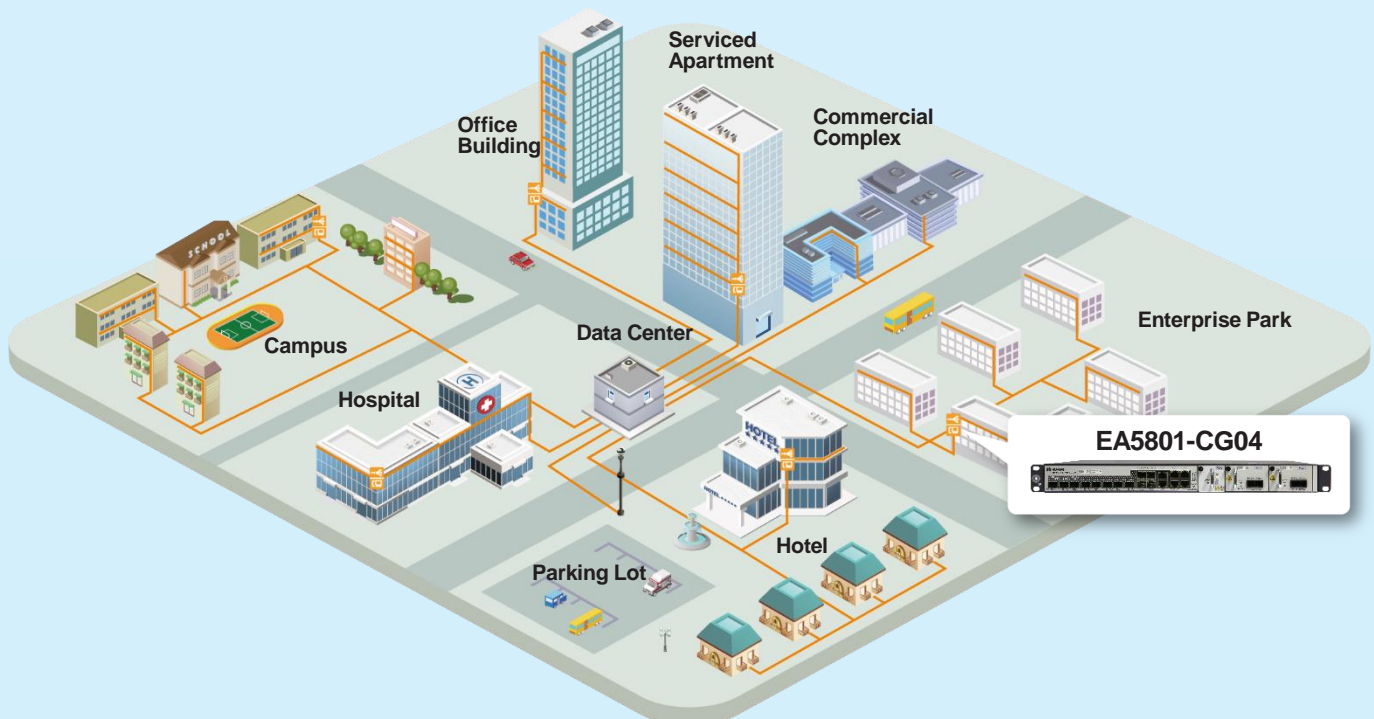 Serviced
Apartment
Office
Building
Commercial
Complex
SCHOOL
Campus
Data Center
Enterprise Park
Hospital
H
HOTEL
EA5801-CG04
HOTEL
Hotel
Parking Lot